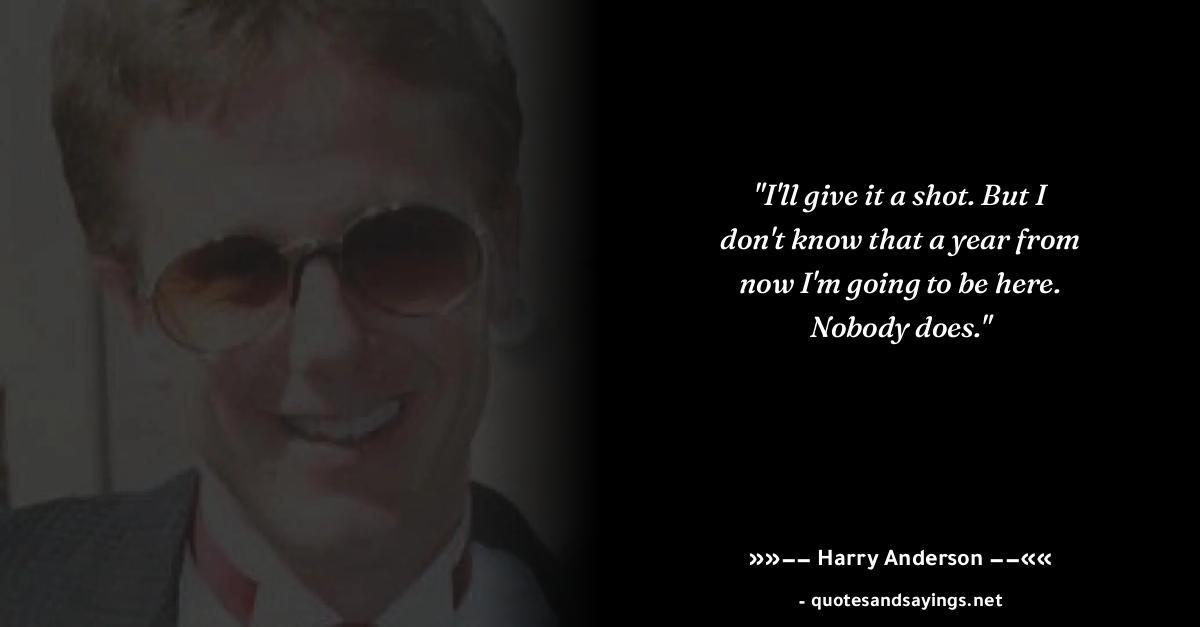 "I'll give it a shot. But I
don't know that a year from
now I'm going to be here.
Nobody does."
»»–– Harry Anderson ––««
- quotesandsayings.net